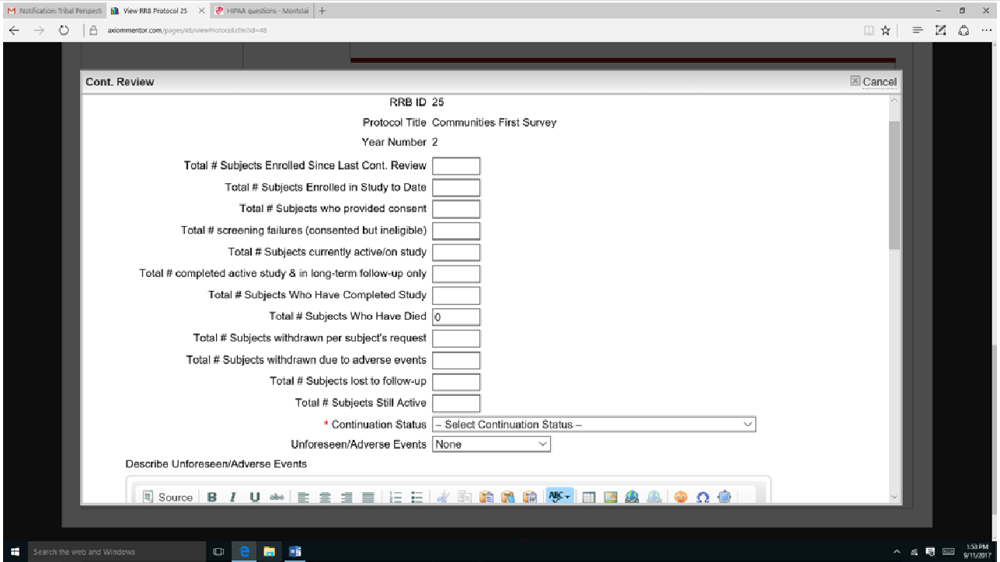 Notification: Tribal Perspecti
View RRB Protocol 25
HIPAA questions - Montclai
axiommentor.com/pages/irb/viewProtocol.cfm?id=48
Cont. Review
Cancel
RRB ID 25
Protocol Title Communities First Survey
Year Number 2
Total # Subjects Enrolled Since Last Cont. Review
Total # Subjects Enrolled in Study to Date
Total # Subjects who provided consent
Total # screening failures (consented but ineligible)
Total # Subjects currently active/on study
Total # completed active study & in long-term follow-up only
Total # Subjects Who Have Completed Study
Total # Subjects Who Have Died 0
Total # Subjects withdrawn per subject's request
Total # Subjects withdrawn due to adverse events
Total # Subjects lost to follow-up
Total # Subjects Still Active
* Continuation Status – Select Continuation Status –
Unforeseen/Adverse Events None
Describe Unforeseen/Adverse Events
Source B I U abc ABC Ω
Search the web and Windows
1:53 PM
9/11/2017